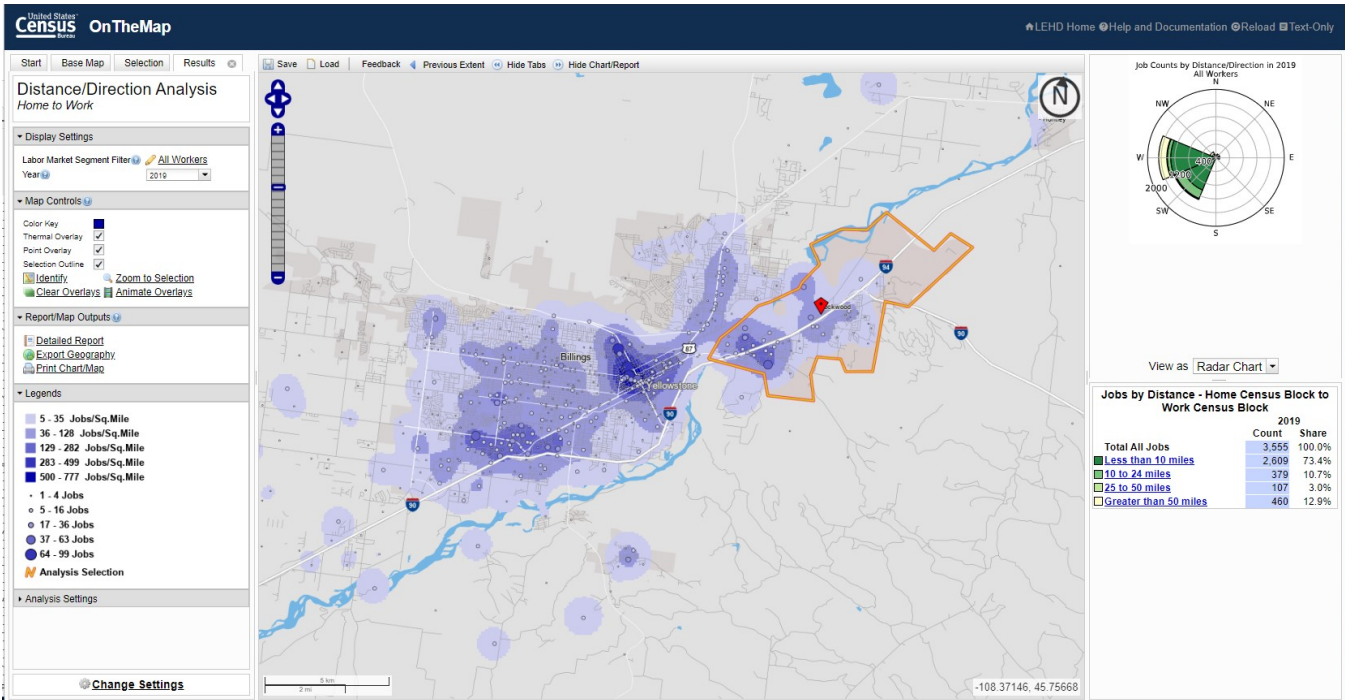 United States®
Census
Bureau
OnTheMap
LEHD Home Help and Documentation Reload Text-Only
Start Base Map Selection Results
Save Load Feedback Previous Extent Hide Tabs Hide Chart/Report
Distance/Direction Analysis
Home to Work
Display Settings
Labor Market Segment Filter All Workers
Year 2019
Map Controls
Color Key
Thermal Overlay
Point Overlay
Selection Outline
Identify Zoom to Selection
Clear Overlays Animate Overlays
Report/Map Outputs
Detailed Report
Export Geography
Print Chart/Map
Legends
5 - 35 Jobs/Sq.Mile
36 - 128 Jobs/Sq.Mile
129 - 282 Jobs/Sq.Mile
283 - 499 Jobs/Sq.Mile
500 - 777 Jobs/Sq.Mile
1 - 4 Jobs
5 - 16 Jobs
17 - 36 Jobs
37 - 63 Jobs
64 - 99 Jobs
Analysis Selection
Analysis Settings
Change Settings
N
94
90
87
Billings
Yellowstone
90
90
5 km
2 mi
-108.37146, 45.75668
Job Counts by Distance/Direction in 2019
All Workers
N
NW NE
W E
400
1200
2000
SW SE
S
View as Radar Chart
Jobs by Distance - Home Census Block to
Work Census Block
2019
Count Share
Total All Jobs 3,555 100.0%
Less than 10 miles 2,609 73.4%
10 to 24 miles 379 10.7%
25 to 50 miles 107 3.0%
Greater than 50 miles 460 12.9%